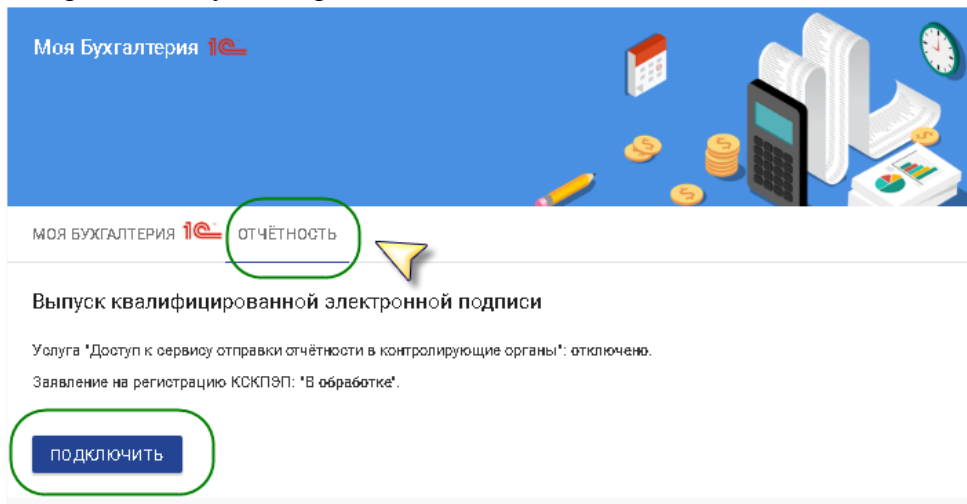 Моя Бухгалтерия 1С
МОЯ БУХГАЛТЕРИЯ 1С ОТЧЁТНОСТЬ
Выпуск квалифицированной электронной подписи
Услуга "Доступ к сервису отправки отчётности в контролирующие органы": отключено.
Заявление на регистрацию КСКПЭП: "В обработке".
ПОДКЛЮЧИТЬ